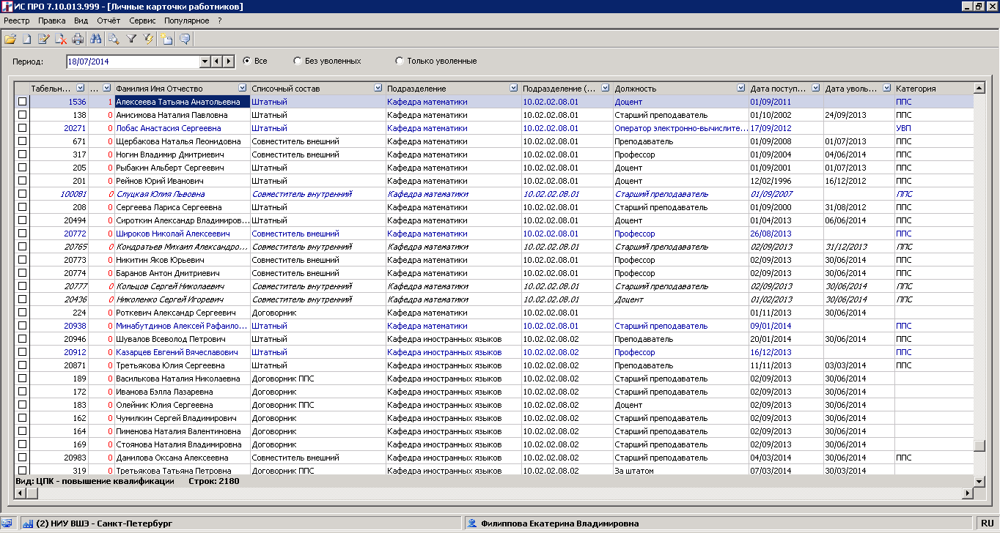 ИС ПРО 7.10.013.999 - [Личные карточки работников]
Реестр Правка Вид Отчёт Сервис Популярное ?
Период: 18/07/2014 Все Без уволенных Только уволенные
Табельн... ... Фамилия Имя Отчество Списочный состав Подразделение Подразделение (... Должность Дата поступ... Дата уволь... Категория
1536 1 Алексеева Татьяна Анатольевна Штатный Кафедра математики 10.02.02.08.01 Доцент 01/09/2011 ППС
138 0 Анисимова Наталия Павловна Штатный Кафедра математики 10.02.02.08.01 Старший преподаватель 01/10/2002 24/09/2013 ППС
20271 0 Лобас Анастасия Сергеевна Штатный Кафедра математики 10.02.02.08.01 Оператор электронно-вычислите... 17/09/2012 УВП
671 0 Щербакова Наталья Леонидовна Совместитель внешний Кафедра математики 10.02.02.08.01 Преподаватель 01/09/2008 01/07/2013 ППС
317 0 Ногин Владимир Дмитриевич Совместитель внешний Кафедра математики 10.02.02.08.01 Профессор 01/09/2004 04/06/2014 ППС
205 0 Рыбакин Альберт Сергеевич Штатный Кафедра математики 10.02.02.08.01 Доцент 01/09/2001 01/07/2013 ППС
201 0 Рейнов Юрий Иванович Штатный Кафедра математики 10.02.02.08.01 Доцент 12/02/1996 16/12/2012 ППС
100081 0 Слуцкая Юлия Львовна Совместитель внутренний Кафедра математики 10.02.02.08.01 Старший преподаватель 01/09/2007 ППС
208 0 Сергеева Лариса Сергеевна Штатный Кафедра математики 10.02.02.08.01 Старший преподаватель 01/09/2000 31/08/2012 ППС
20494 0 Сироткин Александр Владимиров... Штатный Кафедра математики 10.02.02.08.01 Доцент 01/04/2013 06/06/2014 ППС
20772 0 Широков Николай Алексеевич Совместитель внешний Кафедра математики 10.02.02.08.01 Профессор 26/08/2013 ППС
20765 0 Кондратьев Михаил Александро... Совместитель внутренний Кафедра математики 10.02.02.08.01 Старший преподаватель 02/09/2013 31/12/2013 ППС
20773 0 Никитин Яков Юрьевич Совместитель внешний Кафедра математики 10.02.02.08.01 Профессор 02/09/2013 30/06/2014 ППС
20774 0 Баранов Антон Дмитриевич Совместитель внешний Кафедра математики 10.02.02.08.01 Профессор 02/09/2013 30/06/2014 ППС
20777 0 Кольцов Сергей Николаевич Совместитель внутренний Кафедра математики 10.02.02.08.01 Старший преподаватель 02/09/2013 30/06/2014 ППС
20436 0 Николенко Сергей Игоревич Совместитель внутренний Кафедра математики 10.02.02.08.01 Доцент 01/02/2013 30/06/2014 ППС
224 0 Роткевич Александр Сергеевич Договорник Кафедра математики 10.02.02.08.01 01/11/2013 30/06/2014
20938 0 Минабутдинов Алексей Рафаило... Штатный Кафедра математики 10.02.02.08.01 Старший преподаватель 09/01/2014 ППС
20946 0 Шувалов Всеволод Петрович Штатный Кафедра иностранных языков 10.02.02.08.02 Преподаватель 20/01/2014 30/06/2014 ППС
20912 0 Казарцев Евгений Вячеславович Штатный Кафедра иностранных языков 10.02.02.08.02 Профессор 16/12/2013 ППС
20871 0 Третьякова Юлия Сергеевна Штатный Кафедра иностранных языков 10.02.02.08.02 Преподаватель 11/11/2013 03/03/2014 ППС
189 0 Василькова Наталия Николаевна Договорник ППС Кафедра иностранных языков 10.02.02.08.02 Старший преподаватель 02/09/2013 30/06/2014
172 0 Иванова Бэлла Лазаревна Договорник Кафедра иностранных языков 10.02.02.08.02 Старший преподаватель 02/09/2013 30/06/2014
183 0 Олейник Юлия Сергеевна Договорник ППС Кафедра иностранных языков 10.02.02.08.02 Доцент 02/09/2013 30/06/2014
162 0 Чумилкин Сергей Владимирович Договорник Кафедра иностранных языков 10.02.02.08.02 Старший преподаватель 02/09/2013 30/06/2014
164 0 Пименова Наталия Валентиновна Договорник Кафедра иностранных языков 10.02.02.08.02 Старший преподаватель 02/09/2013 30/06/2014
169 0 Стоянова Наталия Владимировна Договорник Кафедра иностранных языков 10.02.02.08.02 Старший преподаватель 02/09/2013 30/06/2014
20983 0 Данилова Оксана Алексеевна Совместитель внешний Кафедра иностранных языков 10.02.02.08.02 Старший преподаватель 04/03/2014 30/06/2014 ППС
319 0 Третьякова Татьяна Петровна Договорник ППС Кафедра иностранных языков 10.02.02.08.02 За штатом 07/03/2014 30/03/2014
Вид: ЦПК - повышение квалификации Строк: 2180
(2) НИУ ВШЭ - Санкт-Петербург Филиппова Екатерина Владимировна RU